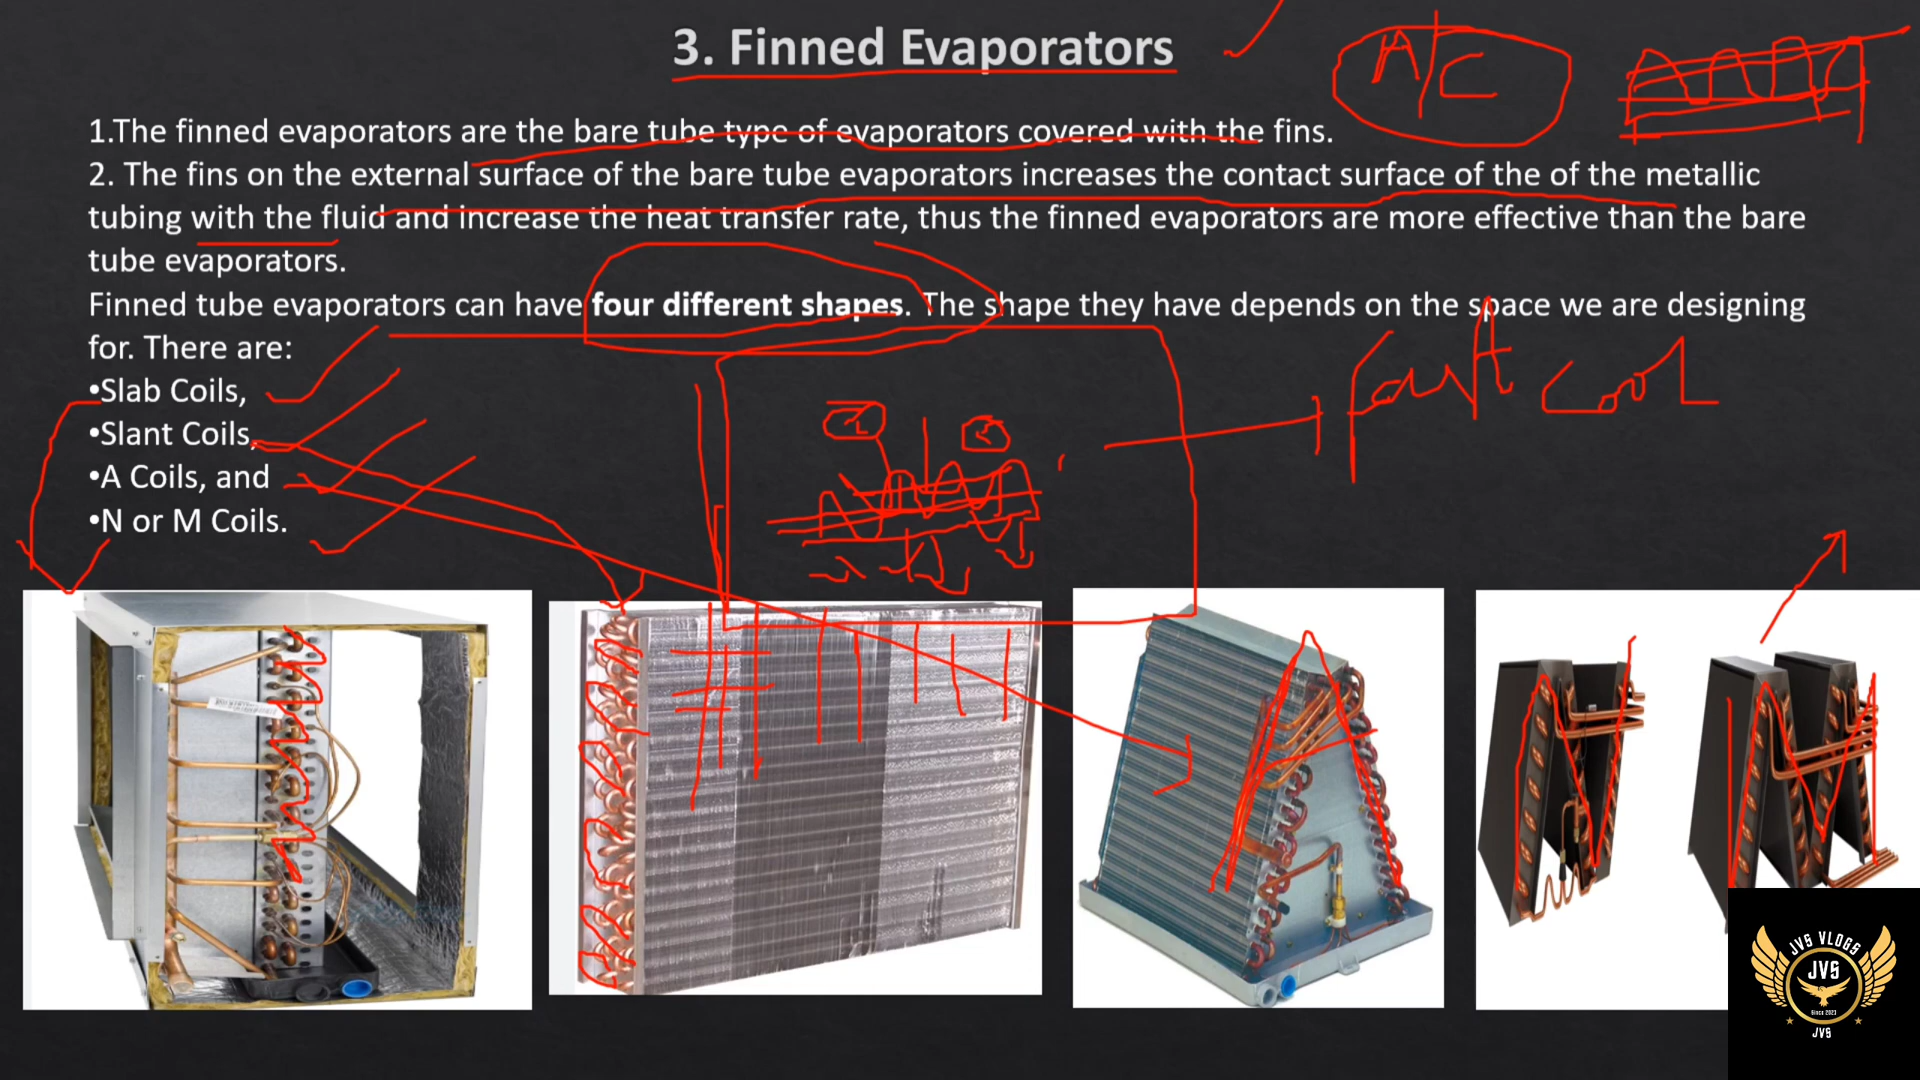 3. Finned Evaporators
A/C
1.The finned evaporators are the bare tube type of evaporators covered with the fins.
2. The fins on the external surface of the bare tube evaporators increases the contact surface of the of the metallic
tubing with the fluid and increase the heat transfer rate, thus the finned evaporators are more effective than the bare
tube evaporators.
Finned tube evaporators can have four different shapes. The shape they have depends on the space we are designing
for. There are:
•Slab Coils,
•Slant Coils,
•A Coils, and
•N or M Coils.
Fast Cool
JVS VLOGS
JVS
Since 2023
JVS